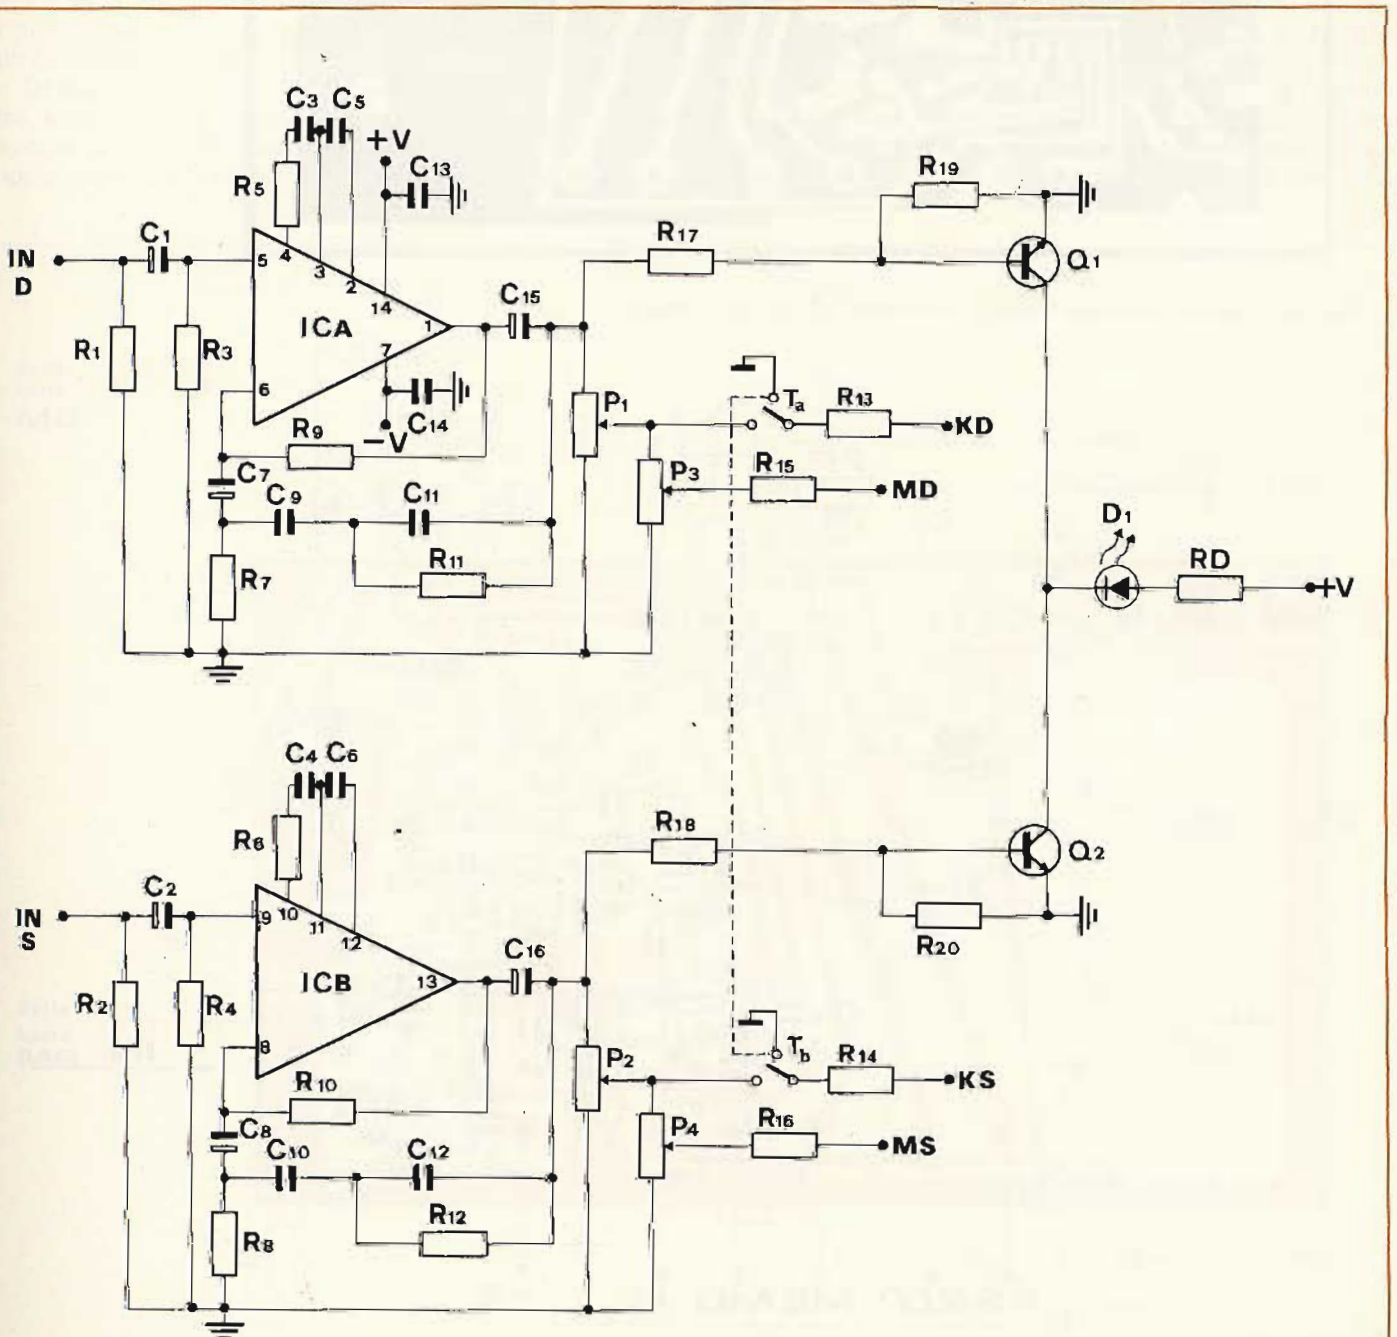 C3 C5
+V
C13
R5
R19
C1
R17
IN
D
5
4
3
2
14
Q1
C15
ICA
1
R1
R3
7
6
P1
Ta
R13
C14
KD
-V
R9
P3
R15
C7
MD
C9
C11
D1
R7
R11
RD
+V
C4 C6
R18
R6
Q2
C2
IN
S
9
10
11
12
R20
C16
ICB
13
R2
R4
Tb
R14
8
P2
KS
R10
C8
P4
R16
MS
C10
C12
R12
R8